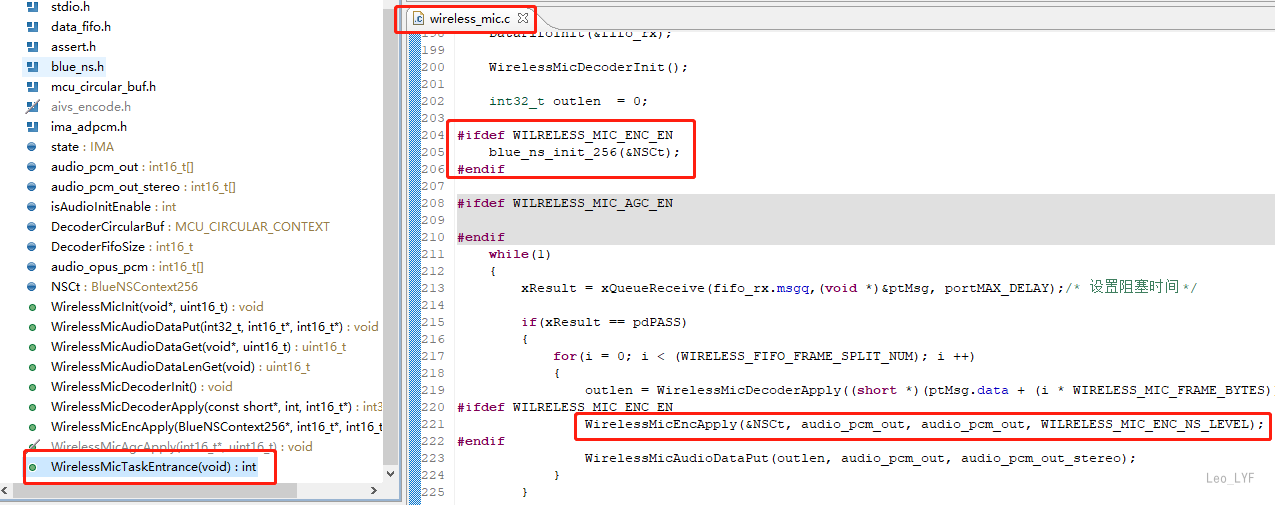 stdio.h
data_fifo.h
assert.h
blue_ns.h
mcu_circular_buf.h
aivs_encode.h
ima_adpcm.h
state : IMA
audio_pcm_out : int16_t[]
audio_pcm_out_stereo : int16_t[]
isAudioInitEnable : int
DecoderCircularBuf : MCU_CIRCULAR_CONTEXT
DecoderFifoSize : int16_t
audio_opus_pcm : int16_t[]
NSCt : BlueNSContext256
WirelessMicInit(void*, uint16_t) : void
WirelessMicAudioDataPut(int32_t, int16_t*, int16_t*) : void
WirelessMicAudioDataGet(void*, uint16_t) : uint16_t
WirelessMicAudioDataLenGet(void) : uint16_t
WirelessMicDecoderInit() : void
WirelessMicDecoderApply(const short*, int, int16_t*) : int3
WirelessMicEncApply(BlueNSContext256*, int16_t*, int16_t
WirelessMicAgcApply(int16_t*, uint16_t) : void
WirelessMicTaskEntrance(void) : int
wireless_mic.c
198 DataFifoInit(&fifo_rx);
199
200 WirelessMicDecoderInit();
201
202 int32_t outlen  = 0;
203
204 #ifdef WILRELESS_MIC_ENC_EN
205 blue_ns_init_256(&NSCt);
206 #endif
207
208 #ifdef WILRELESS_MIC_AGC_EN
209
210 #endif
211 while(1)
212 {
213 xResult = xQueueReceive(fifo_rx.msgq,(void *)&ptMsg, portMAX_DELAY);/* 设置阻塞时间 */
214
215 if(xResult == pdPASS)
216 {
217 for(i = 0; i < (WIRELESS_FIFO_FRAME_SPLIT_NUM); i ++)
218 {
219 outlen = WirelessMicDecoderApply((short *)(ptMsg.data + (i * WIRELESS_MIC_FRAME_BYTES)
220 #ifdef WILRELESS_MIC_ENC_EN
221 WirelessMicEncApply(&NSCt, audio_pcm_out, audio_pcm_out, WILRELESS_MIC_ENC_NS_LEVEL);
222 #endif
223 WirelessMicAudioDataPut(outlen, audio_pcm_out, audio_pcm_out_stereo);
224 }
225 }
Leo_LYF